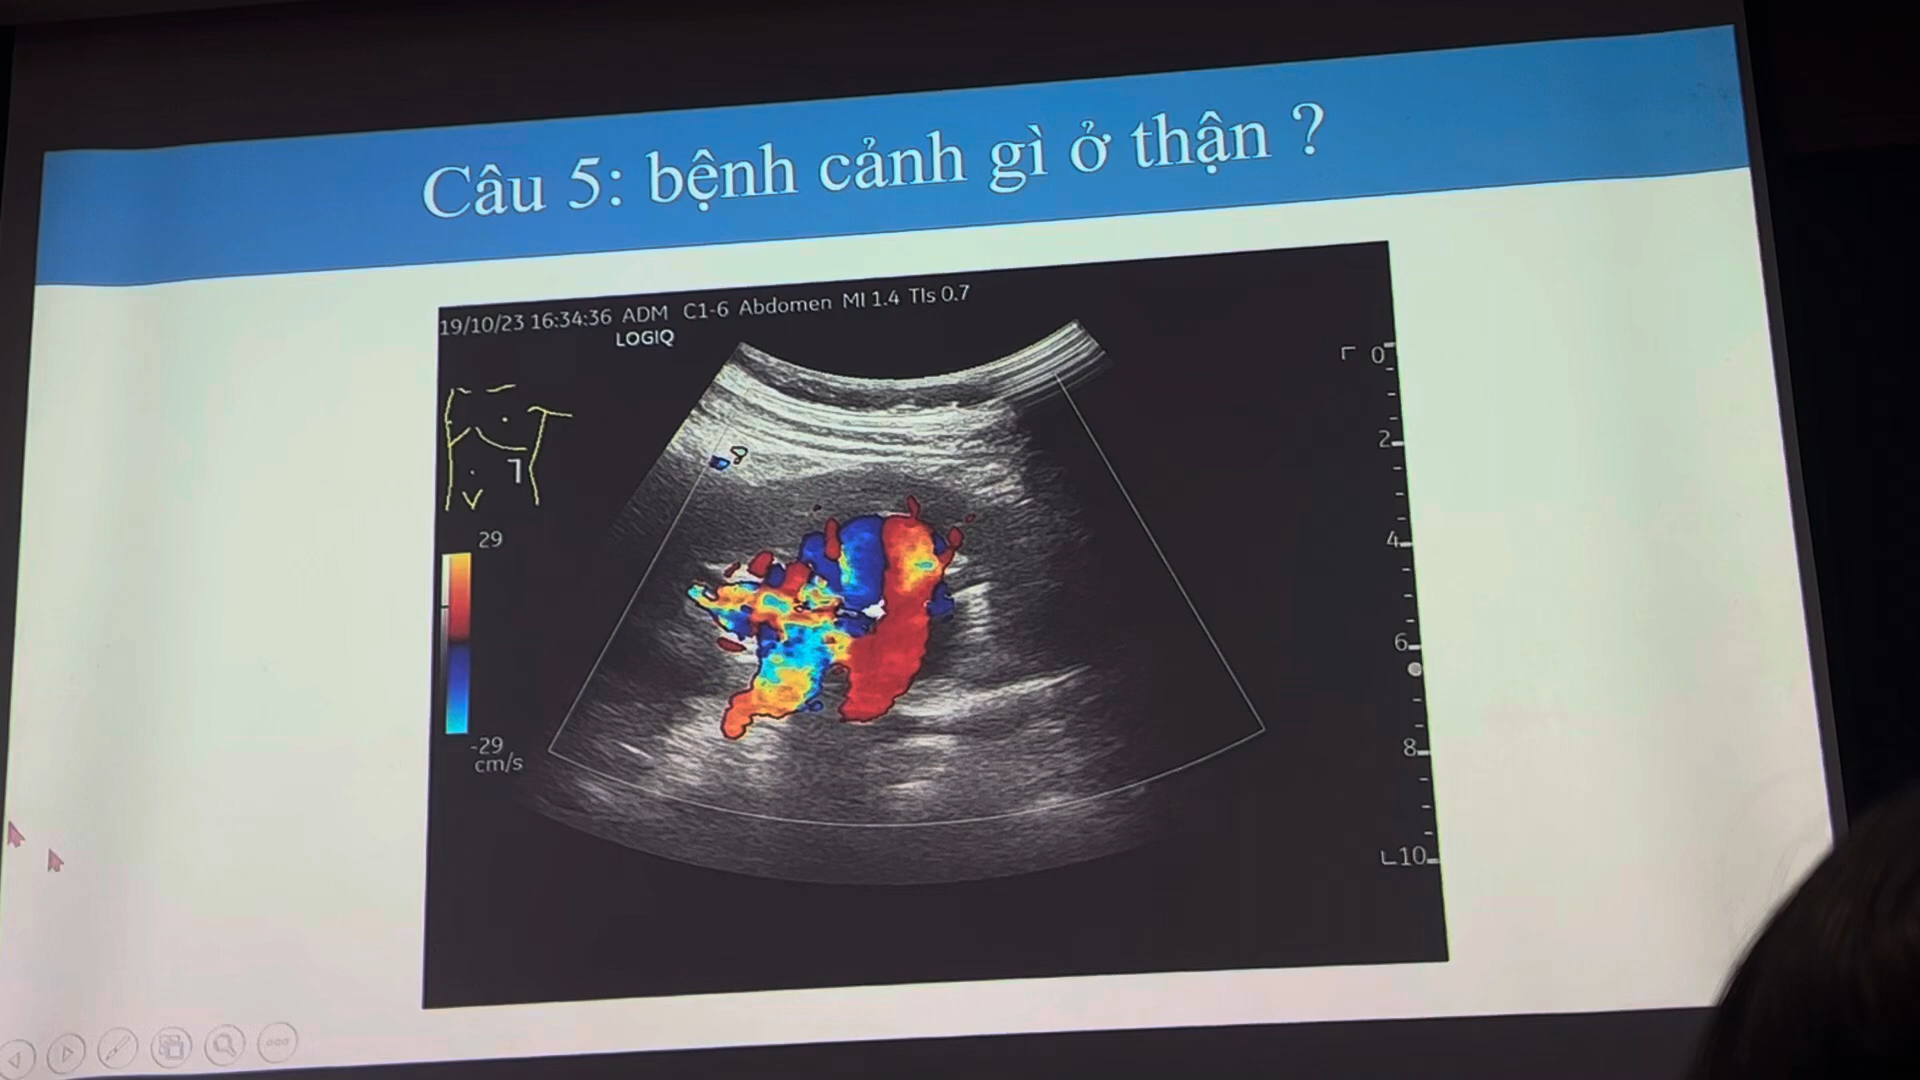 Câu 5: bệnh cảnh gì ở thận ?
19/10/23 16:34:36 ADM C1-6 Abdomen MI 1.4 TIs 0.7
LOGIQ
0
2
29
4
6
-29
cm/s
8
10